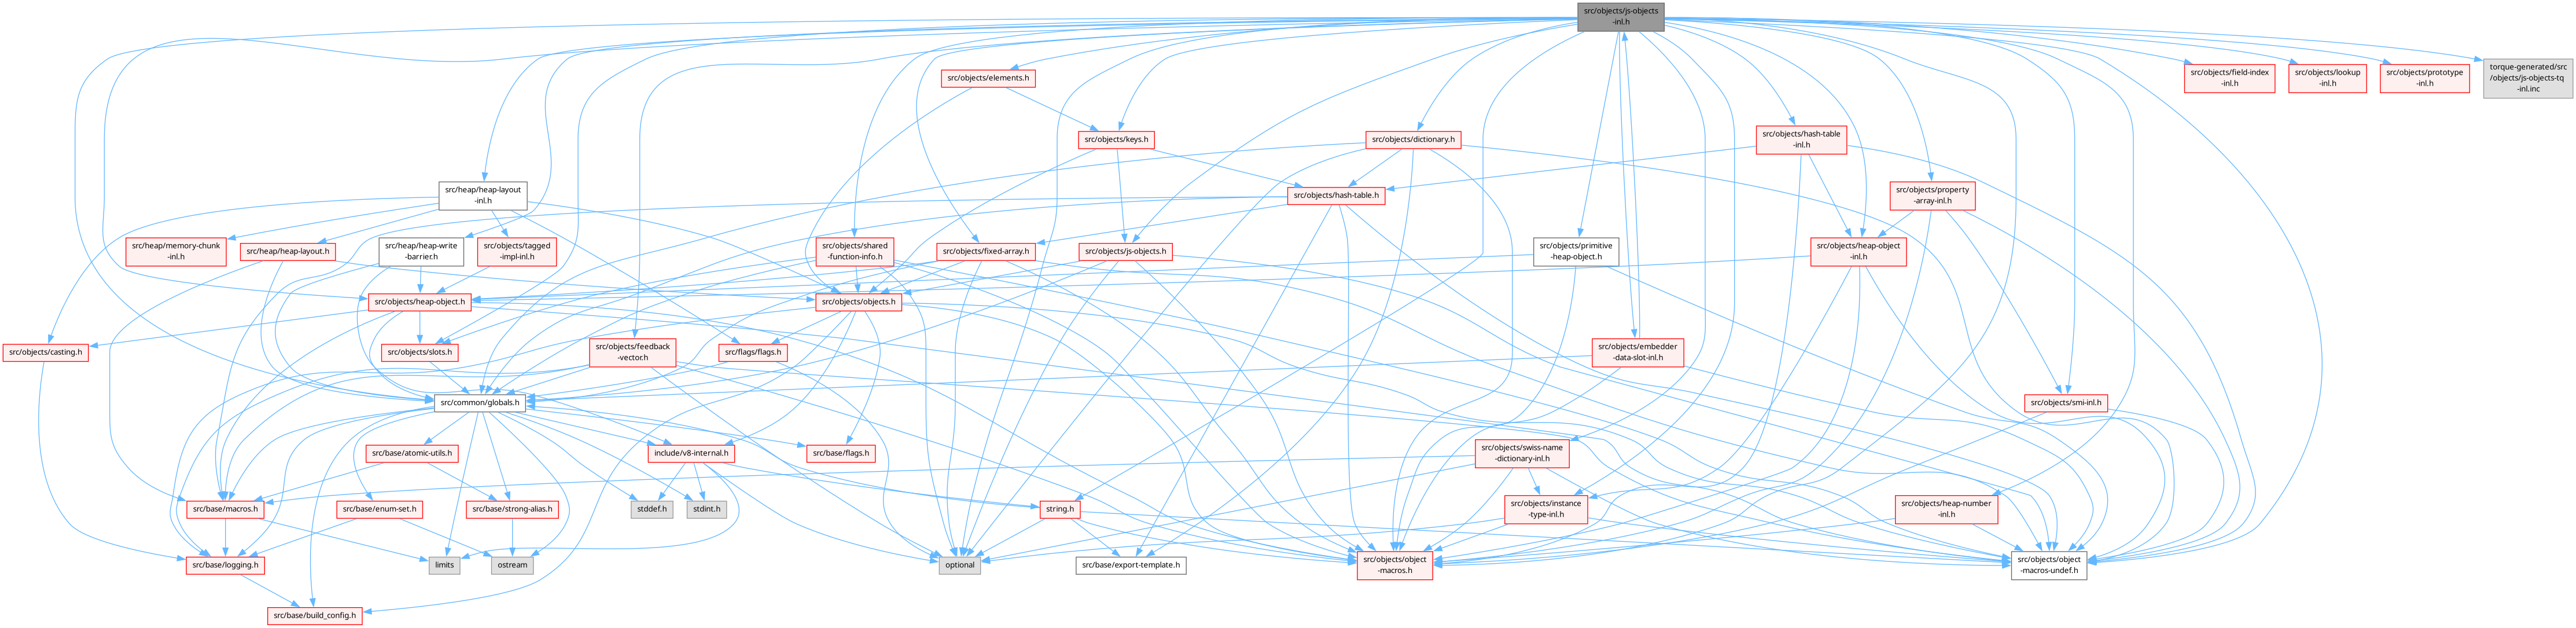 src/objects/js-objects
-inl.h
src/objects/elements.h
src/objects/field-index
-inl.h
src/objects/lookup
-inl.h
src/objects/prototype
-inl.h
torque-generated/src
/objects/js-objects-tq
-inl.inc
src/objects/keys.h
src/objects/dictionary.h
src/objects/hash-table
-inl.h
src/heap/heap-layout
-inl.h
src/objects/hash-table.h
src/objects/property
-array-inl.h
src/heap/memory-chunk
-inl.h
src/heap/heap-layout.h
src/heap/heap-write
-barrier.h
src/objects/tagged
-impl-inl.h
src/objects/shared
-function-info.h
src/objects/fixed-array.h
src/objects/js-objects.h
src/objects/primitive
-heap-object.h
src/objects/heap-object
-inl.h
src/objects/heap-object.h
src/objects/objects.h
src/objects/casting.h
src/objects/slots.h
src/objects/feedback
-vector.h
src/flags/flags.h
src/objects/embedder
-data-slot-inl.h
src/common/globals.h
src/objects/smi-inl.h
src/base/atomic-utils.h
include/v8-internal.h
src/base/flags.h
src/objects/swiss-name
-dictionary-inl.h
src/base/macros.h
src/base/enum-set.h
src/base/strong-alias.h
stddef.h
stdint.h
string.h
src/objects/instance
-type-inl.h
src/objects/heap-number
-inl.h
src/base/logging.h
limits
ostream
optional
src/base/export-template.h
src/objects/object
-macros.h
src/objects/object
-macros-undef.h
src/base/build_config.h